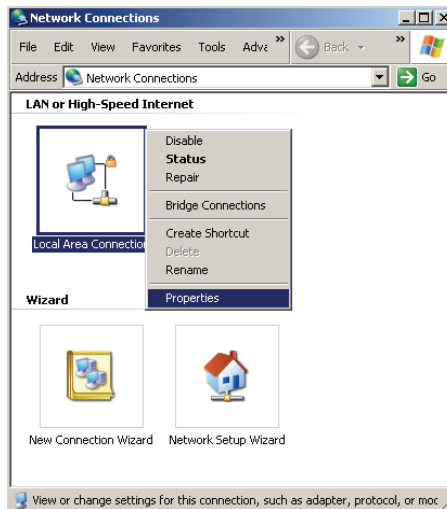 Network Connections
File Edit View Favorites Tools Adva » Back »
Address Network Connections Go
LAN or High-Speed Internet
Disable
Status
Repair
Bridge Connections
Create Shortcut
Delete
Rename
Properties
Local Area Connection
Wizard
New Connection Wizard Network Setup Wizard
View or change settings for this connection, such as adapter, protocol, or moc